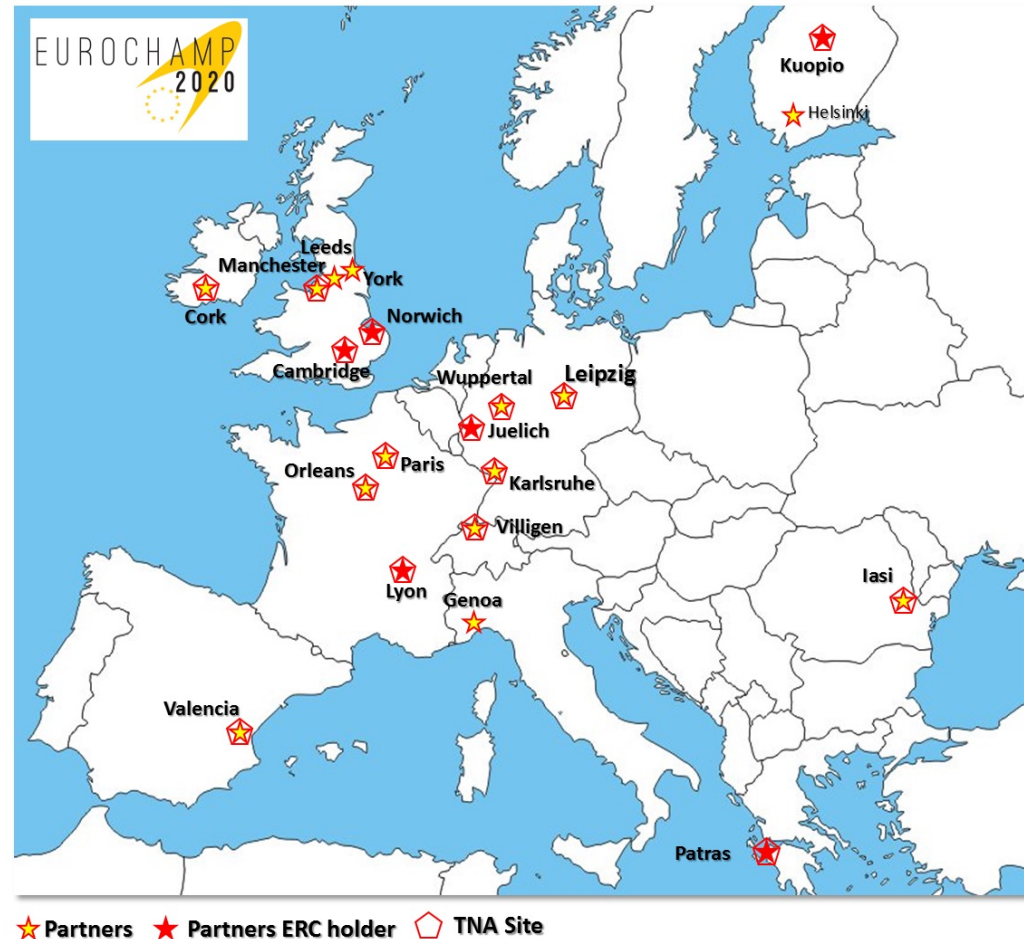 EUROCHAMP
2020
Kuopio
Helsinki
Leeds
Manchester
York
Cork
Norwich
Cambridge
Wuppertal
Leipzig
Juelich
Orleans
Paris
Karlsruhe
Villigen
Iasi
Lyon
Genoa
Valencia
Patras
Partners
Partners ERC holder
TNA Site